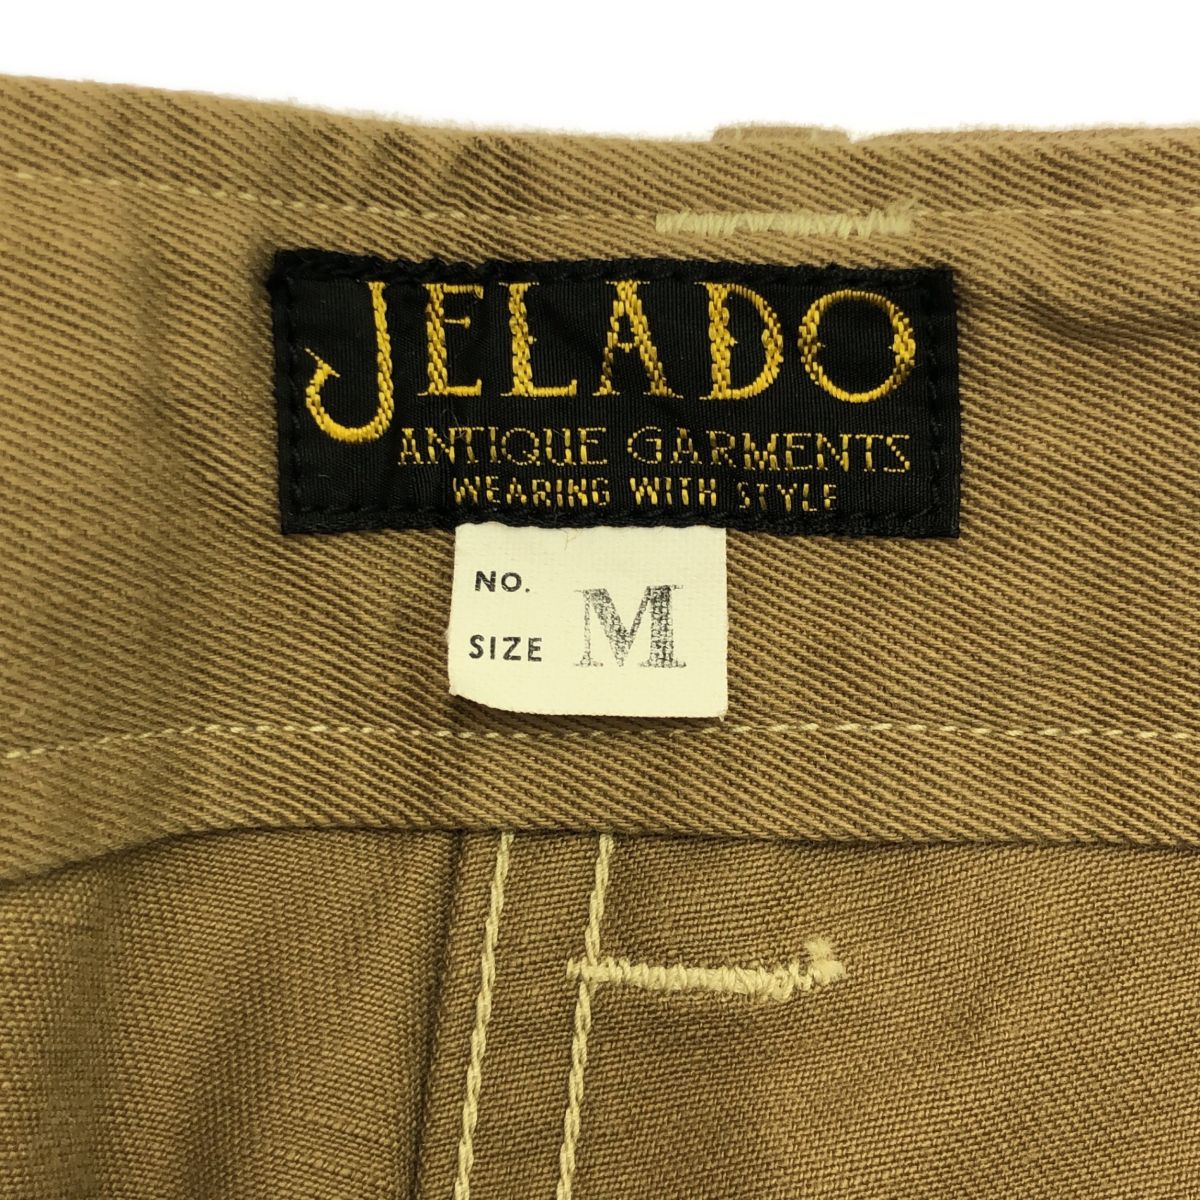 JELADO
ANTIQUE GARMENTS
WEARING WITH STYLE
NO.
SIZE M